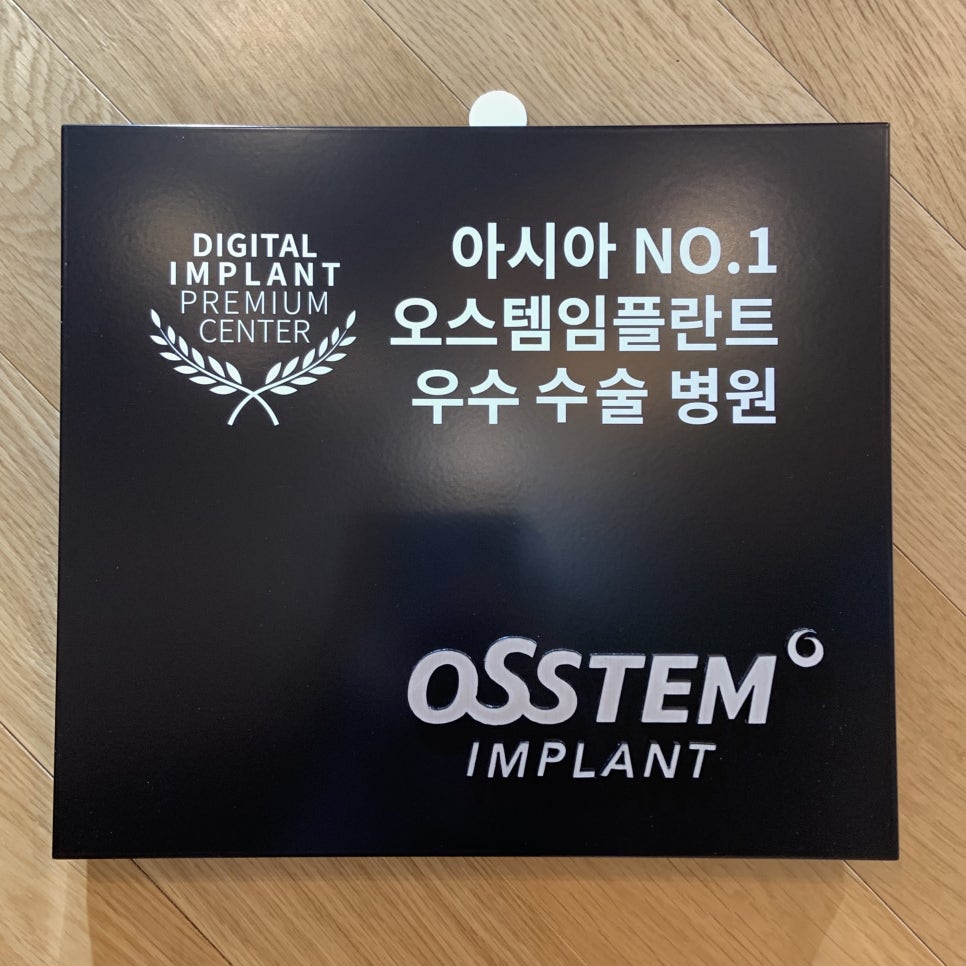 DIGITAL
IMPLANT
PREMIUM
CENTER
아시아 NO.1
오스템임플란트
우수 수술 병원
OSSTEM
IMPLANT